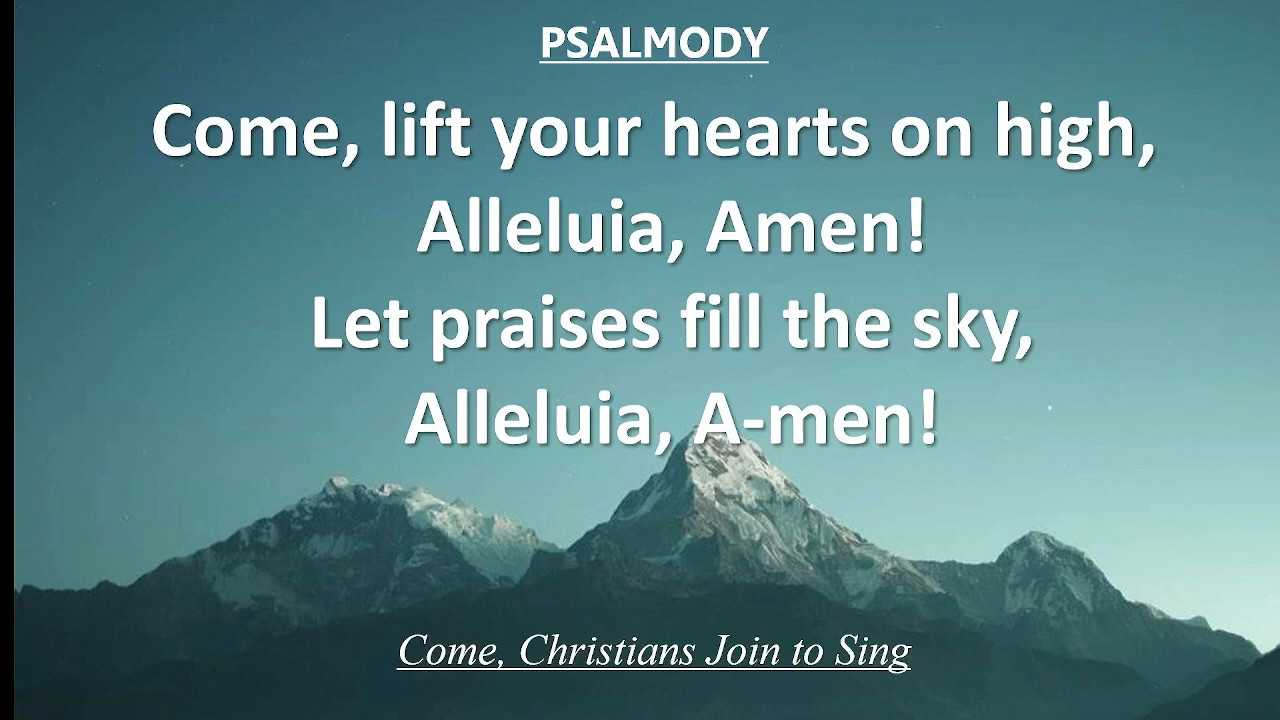 PSALMODY
Come, lift your hearts on high,
Alleluia, Amen!
Let praises fill the sky,
Alleluia, A-men!
Come, Christians Join to Sing